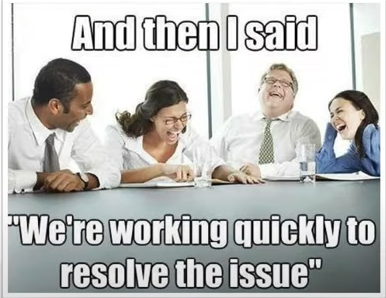 And then I said
"We're working quickly to
resolve the issue"